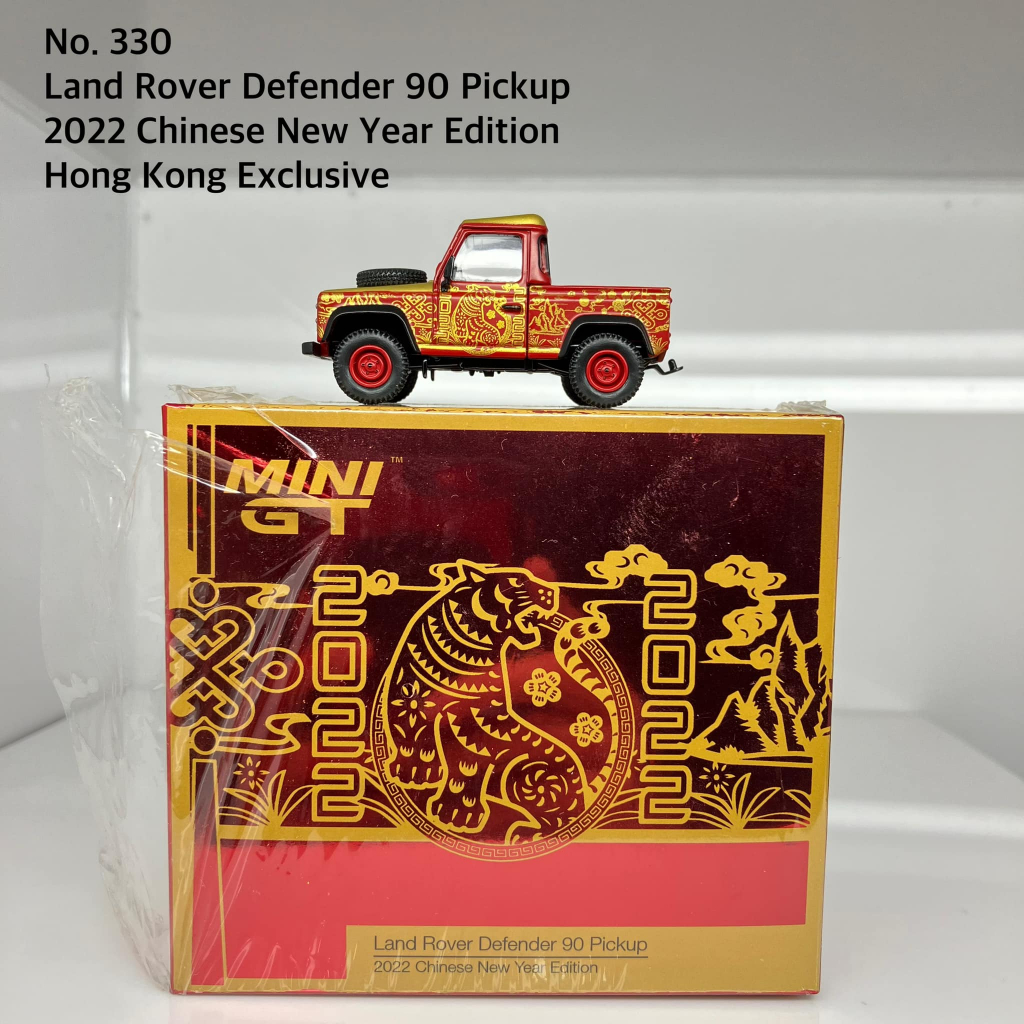 No. 330
Land Rover Defender 90 Pickup
2022 Chinese New Year Edition
Hong Kong Exclusive
MINI GT™
2022
2022
Land Rover Defender 90 Pickup
2022 Chinese New Year Edition